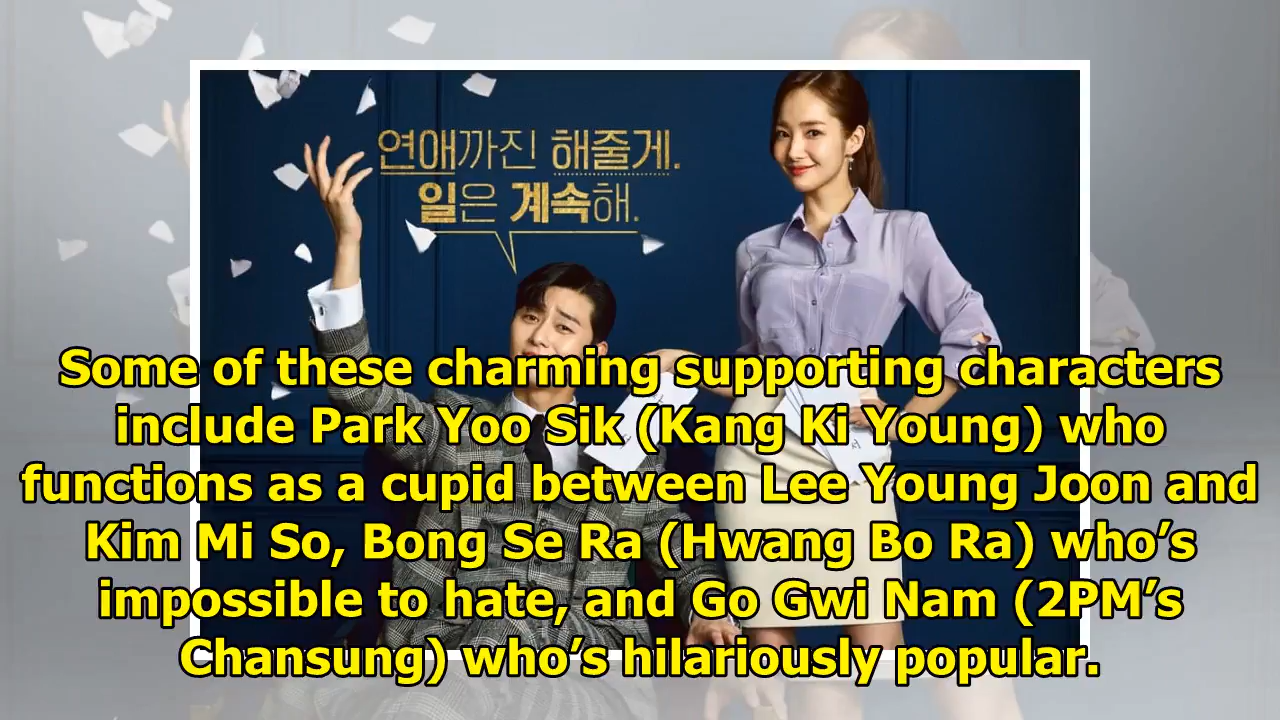 연애까진 해줄게.
일은 계속해.
Some of these charming supporting characters
include Park Yoo Sik (Kang Ki Young) who
functions as a cupid between Lee Young Joon and
Kim Mi So, Bong Se Ra (Hwang Bo Ra) who’s
impossible to hate, and Go Gwi Nam (2PM’s
Chansung) who’s hilariously popular.